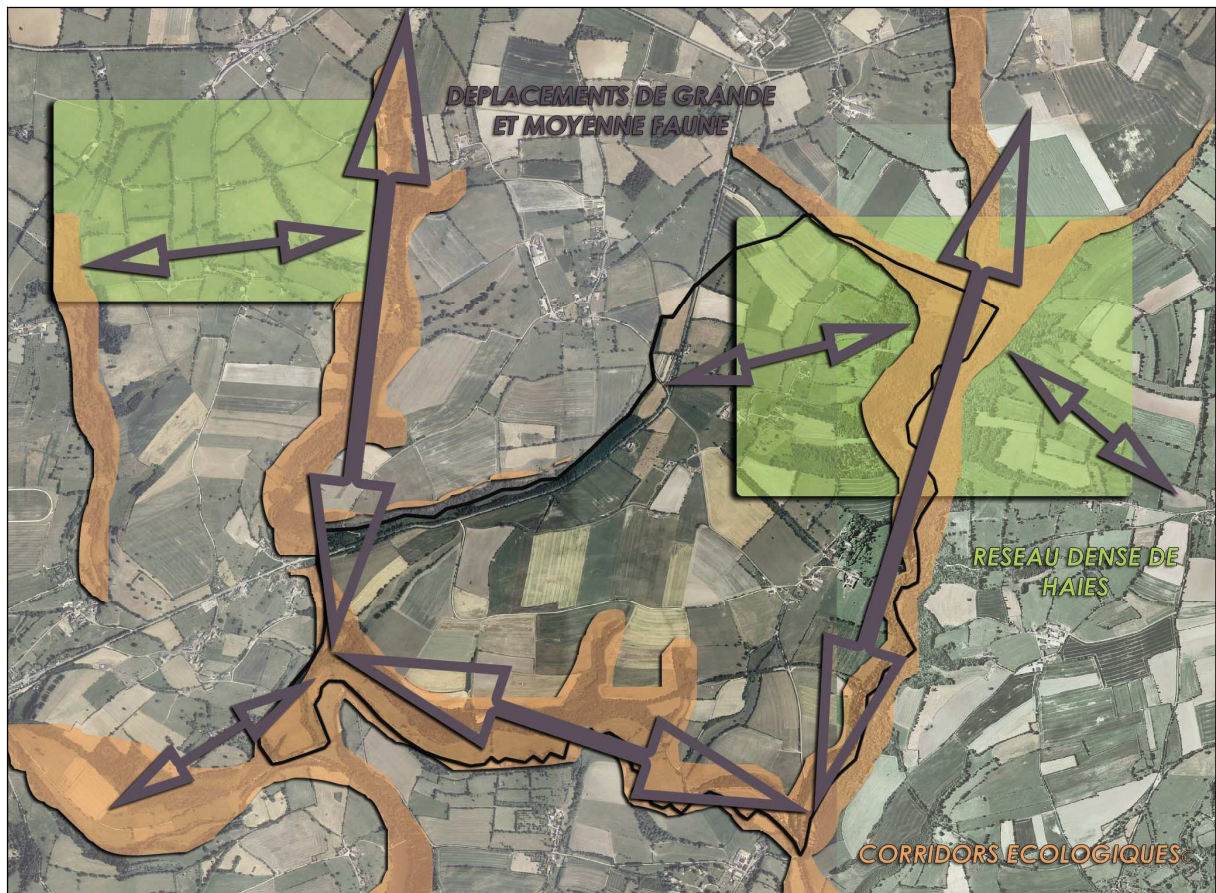 DEPLACEMENTS DE GRANDE
ET MOYENNE FAUNE
RESEAU DENSE DE
HAIES
CORRIDORS ECOLOGIQUES©